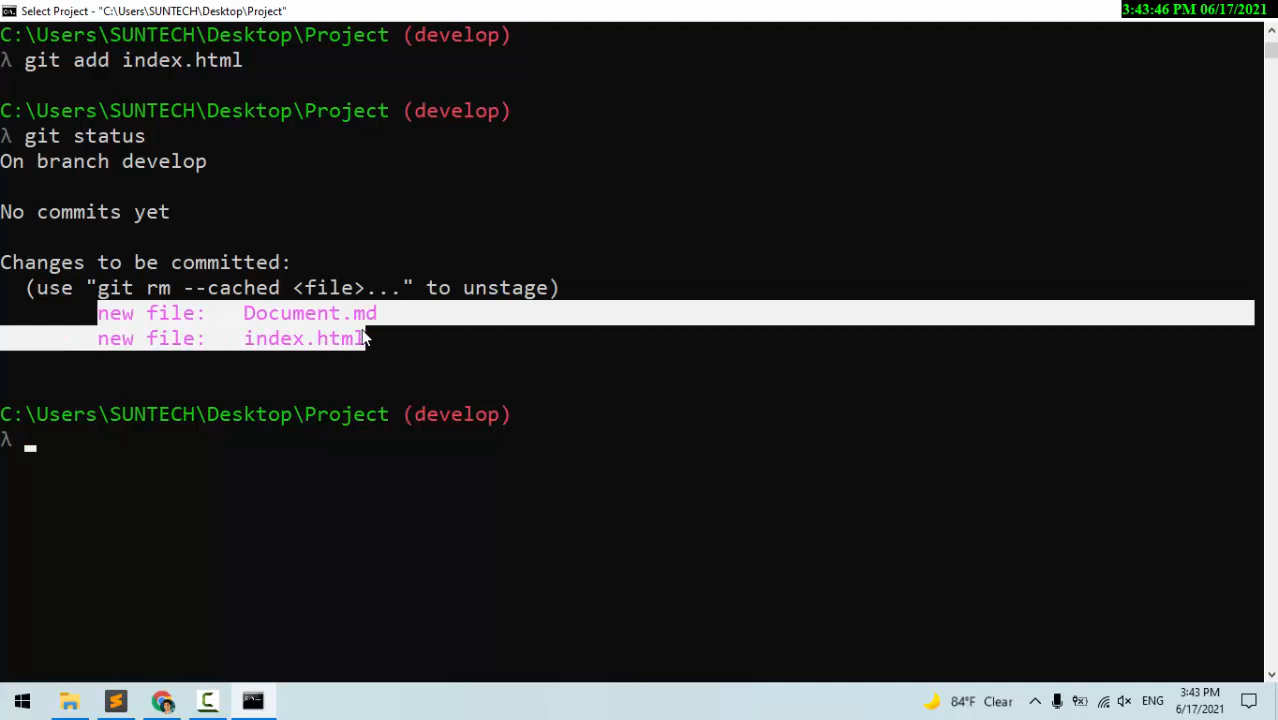 Select Project - "C:\Users\SUNTECH\Desktop\Project"
3:43:46 PM 06/17/2021
C:\Users\SUNTECH\Desktop\Project (develop)
λ git add index.html
C:\Users\SUNTECH\Desktop\Project (develop)
λ git status
On branch develop
No commits yet
Changes to be committed:
(use "git rm --cached <file>..." to unstage)
new file: Document.md
new file: index.html
C:\Users\SUNTECH\Desktop\Project (develop)
λ
84°F Clear
ENG
3:43 PM
6/17/2021